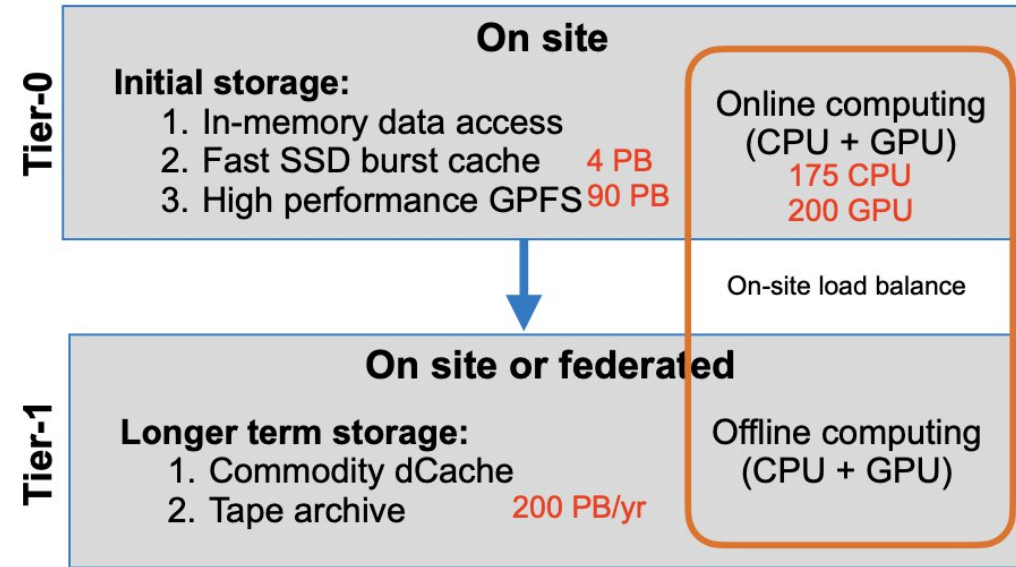 Tier-0
On site
Initial storage:
1. In-memory data access
2. Fast SSD burst cache 4 PB
3. High performance GPFS 90 PB
Online computing
(CPU + GPU)
175 CPU
200 GPU
On-site load balance
Tier-1
On site or federated
Longer term storage:
1. Commodity dCache
2. Tape archive 200 PB/yr
Offline computing
(CPU + GPU)